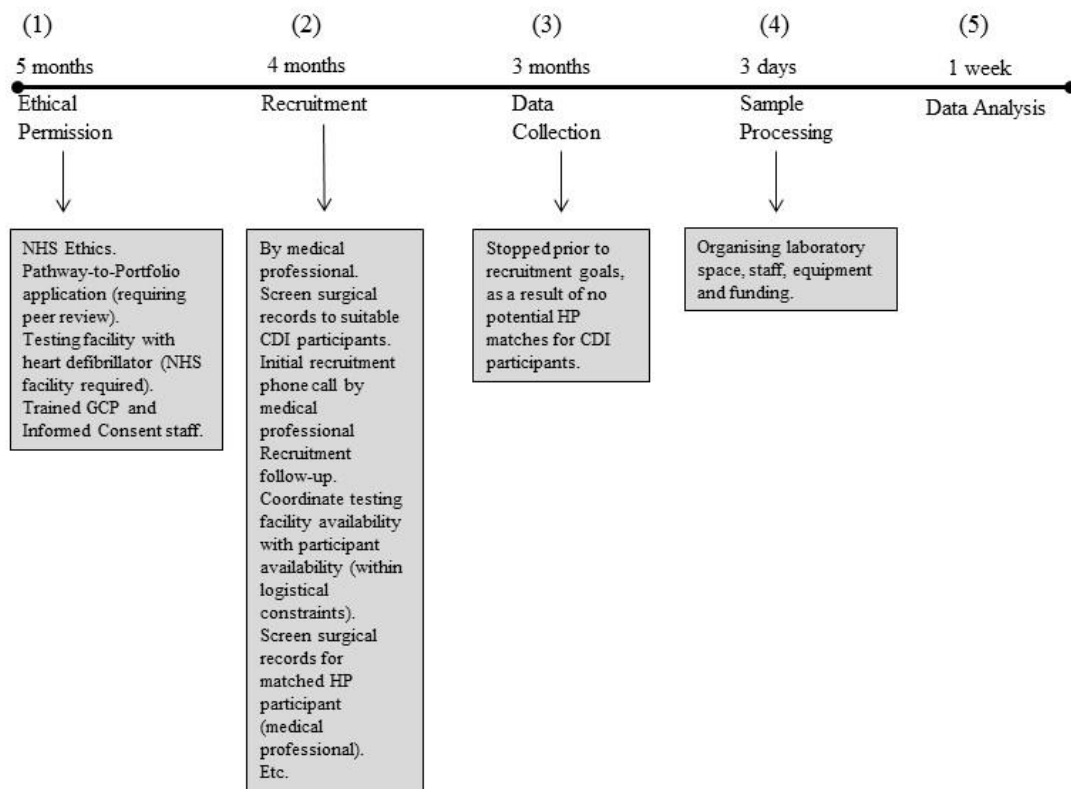 (1)
5 months
Ethical
Permission
NHS Ethics.
Pathway-to-Portfolio
application (requiring
peer review).
Testing facility with
heart defibrillator (NHS
facility required).
Trained GCP and
Informed Consent staff.
(2)
4 months
Recruitment
By medical
professional.
Screen surgical
records to suitable
CDI participants.
Initial recruitment
phone call by
medical
professional
Recruitment
follow-up.
Coordinate testing
facility availability
with participant
availability (within
logistical
constraints).
Screen surgical
records for
matched HP
participant
(medical
professional).
Etc.
(3)
3 months
Data
Collection
Stopped prior to
recruitment goals,
as a result of no
potential HP
matches for CDI
participants.
(4)
3 days
Sample
Processing
Organising laboratory
space, staff, equipment
and funding.
(5)
1 week
Data Analysis